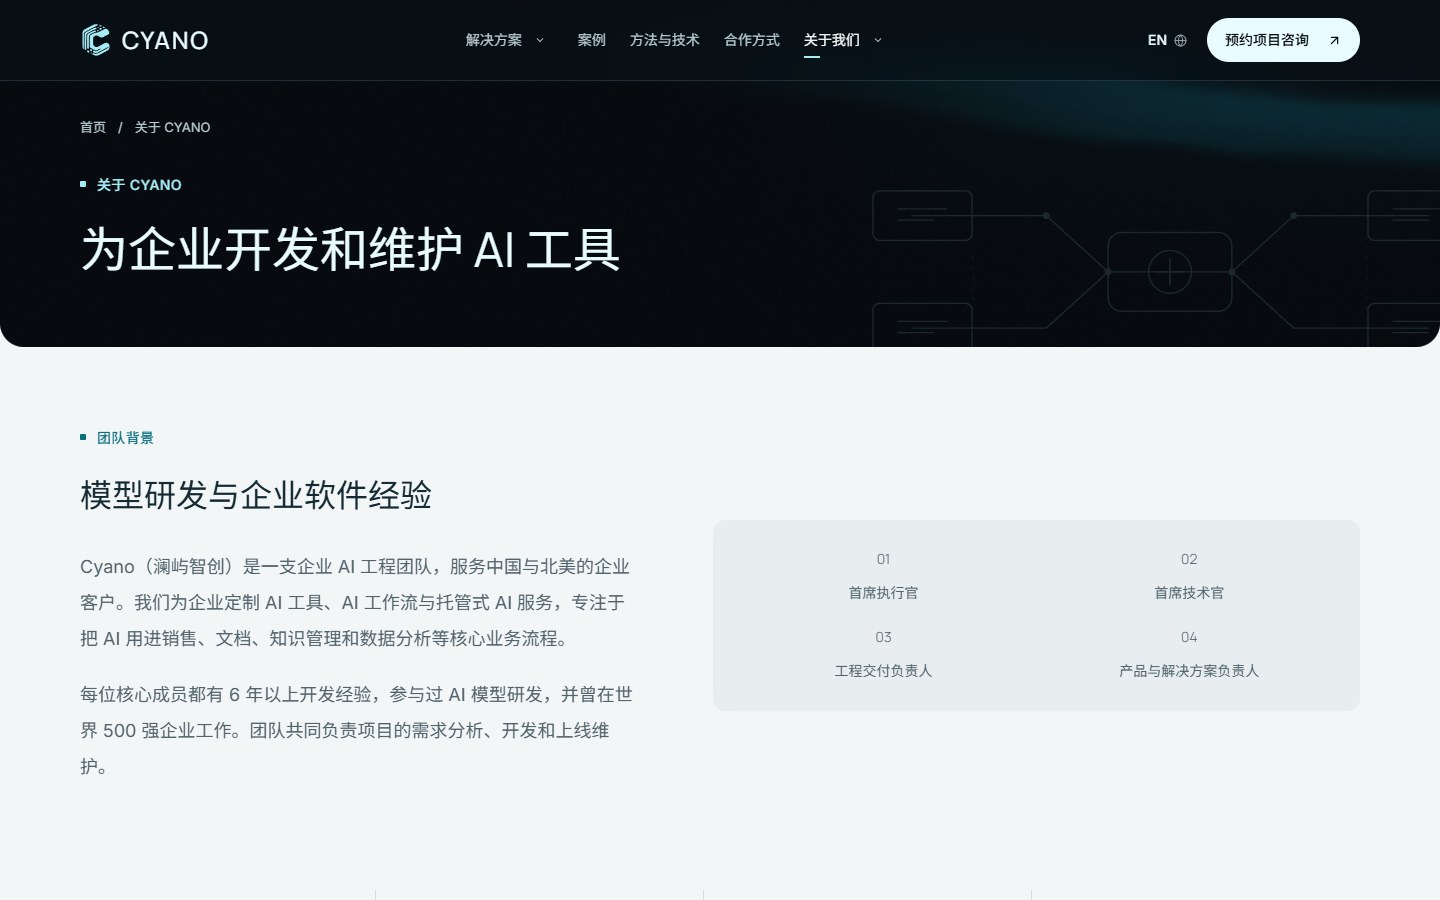 CYANO
解决方案
案例
方法与技术
合作方式
关于我们
EN
预约项目咨询
首页 / 关于 CYANO
关于 CYANO
为企业开发和维护 AI 工具
团队背景
模型研发与企业软件经验
Cyano（澜屿智创）是一支企业 AI 工程团队，服务中国与北美的企业
客户。我们为企业定制 AI 工具、AI 工作流与托管式 AI 服务，专注于
把 AI 用进销售、文档、知识管理和数据分析等核心业务流程。
每位核心成员都有 6 年以上开发经验，参与过 AI 模型研发，并曾在世
界 500 强企业工作。团队共同负责项目的需求分析、开发和上线维
护。
01
首席执行官
02
首席技术官
03
工程交付负责人
04
产品与解决方案负责人